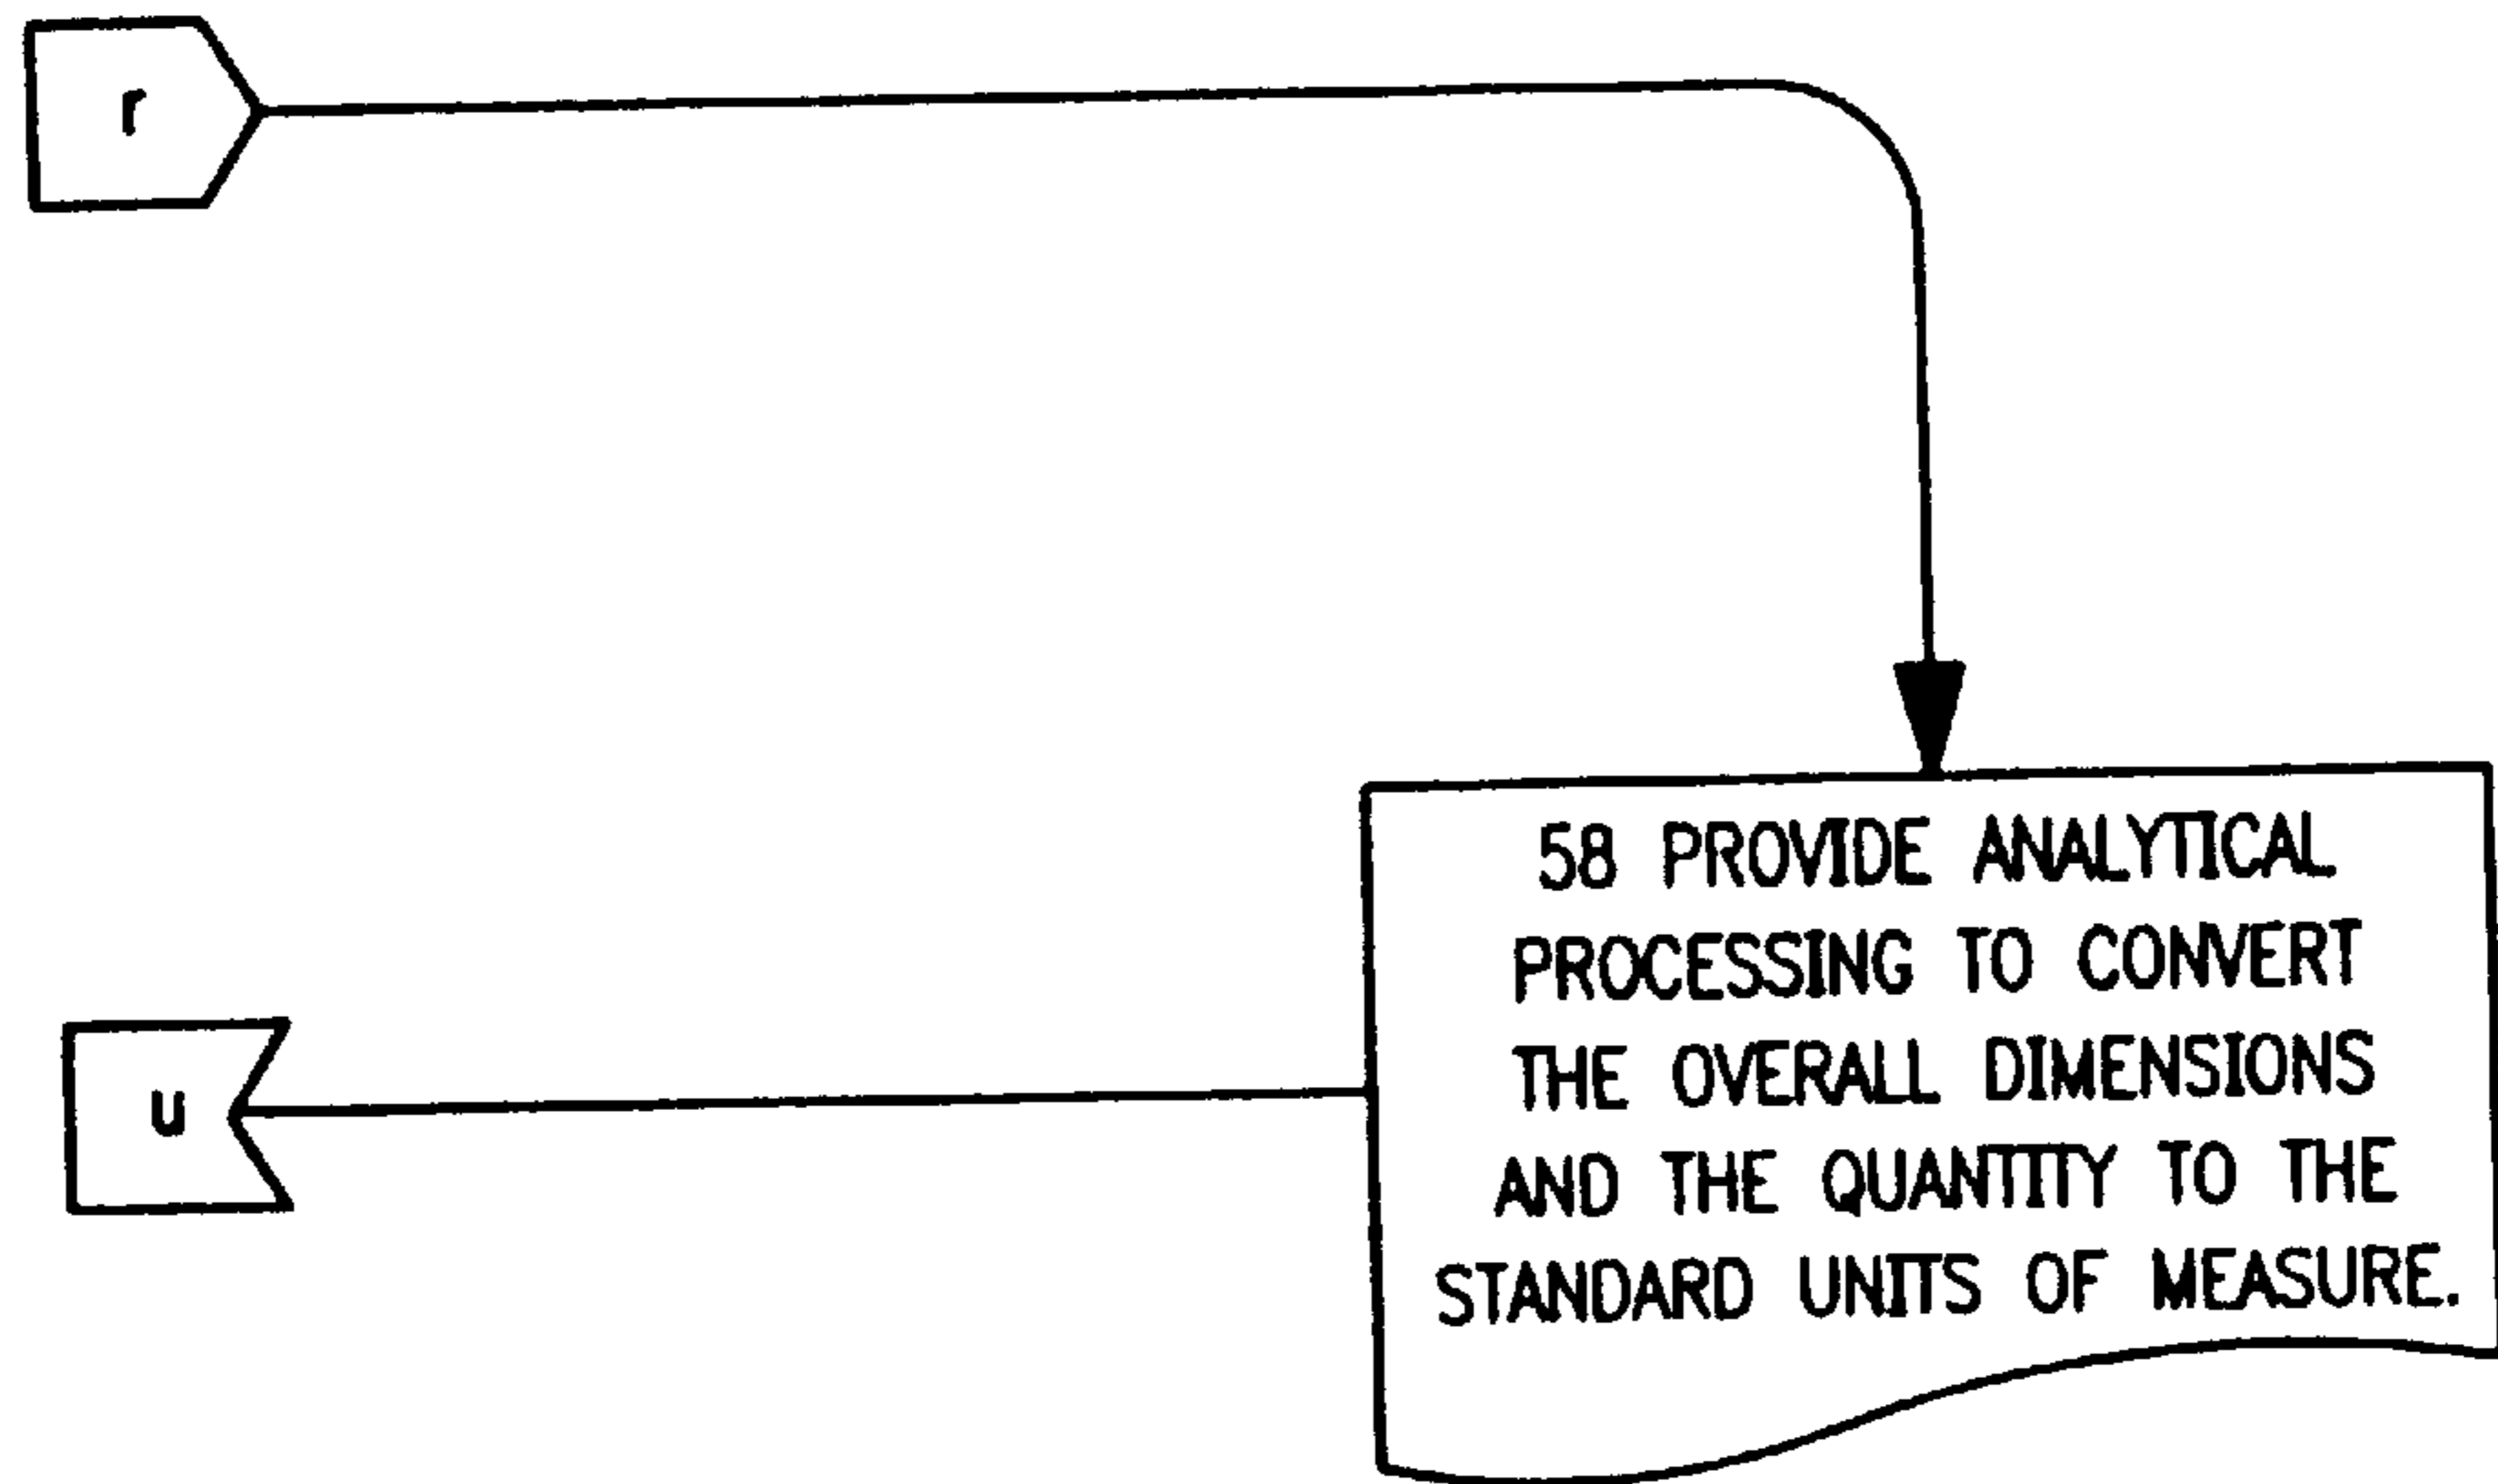 r
58 PROVIDE ANALYTICAL
PROCESSING TO CONVERT
THE OVERALL DIMENSIONS
AND THE QUANTITY TO THE
STANDARD UNITS OF MEASURE.
u